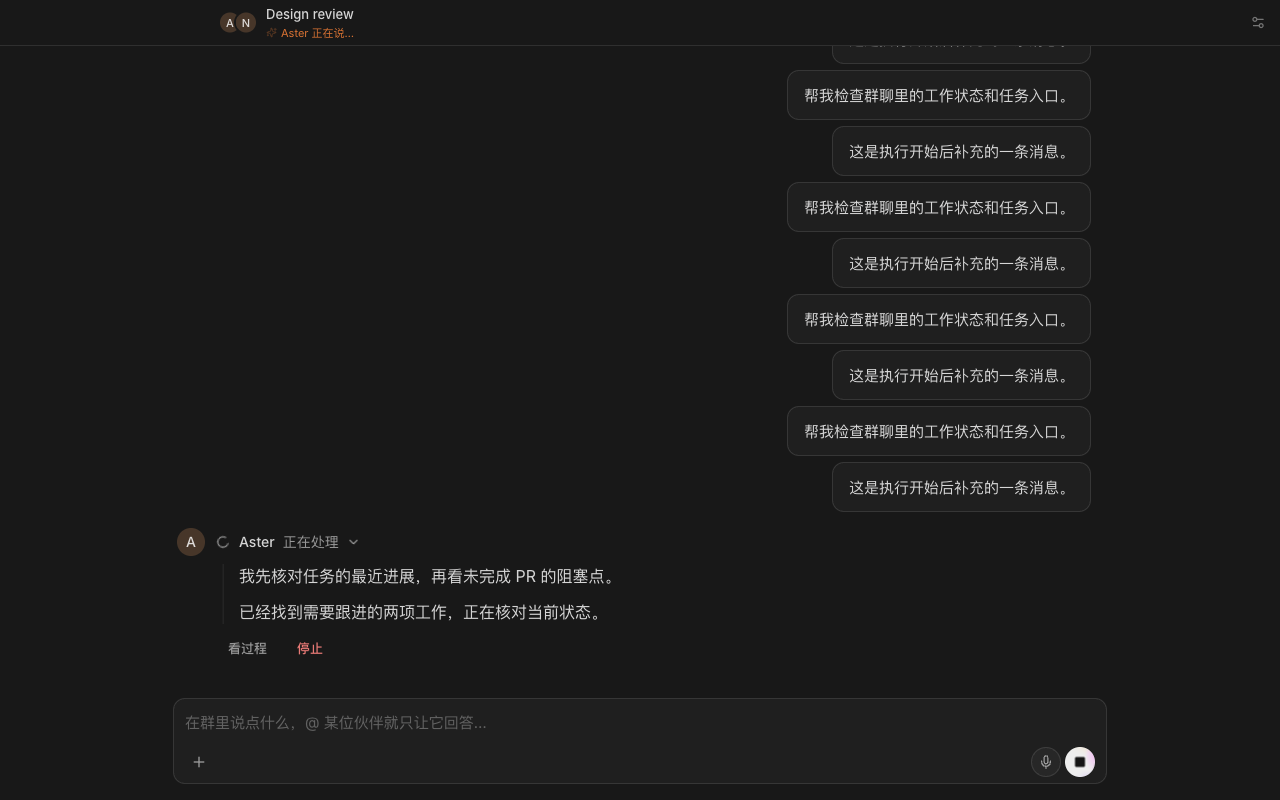 A N Design review
Aster 正在说...
帮我检查群聊里的工作状态和任务入口。
这是执行开始后补充的一条消息。
帮我检查群聊里的工作状态和任务入口。
这是执行开始后补充的一条消息。
帮我检查群聊里的工作状态和任务入口。
这是执行开始后补充的一条消息。
帮我检查群聊里的工作状态和任务入口。
这是执行开始后补充的一条消息。
A Aster 正在处理
我先核对任务的最近进展，再看未完成 PR 的阻塞点。
已经找到需要跟进的两项工作，正在核对当前状态。
看过程 停止
在群里说点什么，@ 某位伙伴就只让它回答...